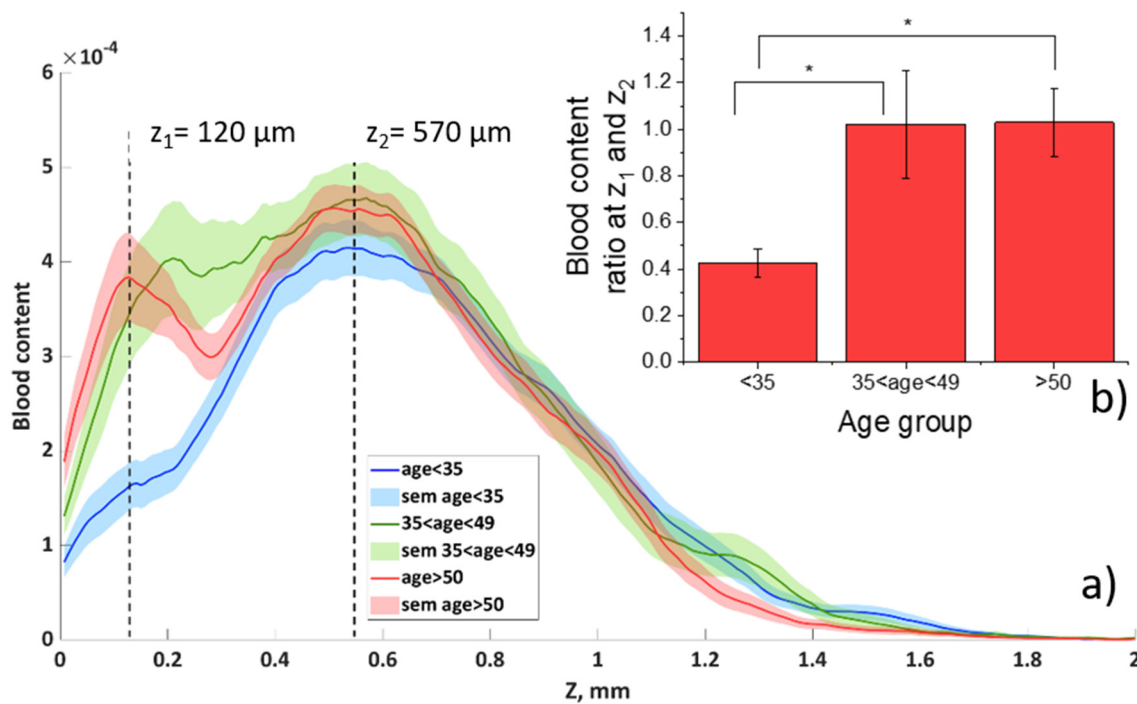 ×10⁻⁴
6
5
4
3
2
1
0
Blood content
z₁= 120 μm
z₂= 570 μm
age<35
sem age<35
35<age<49
sem 35<age<49
age>50
sem age>50
a)
0
0.2
0.4
0.6
0.8
1
1.2
1.4
1.6
1.8
2
Z, mm
1.4
1.2
1.0
0.8
0.6
0.4
0.2
0.0
Blood content
ratio at z₁ and z₂
*
*
<35
35<age<49
>50
Age group
b)